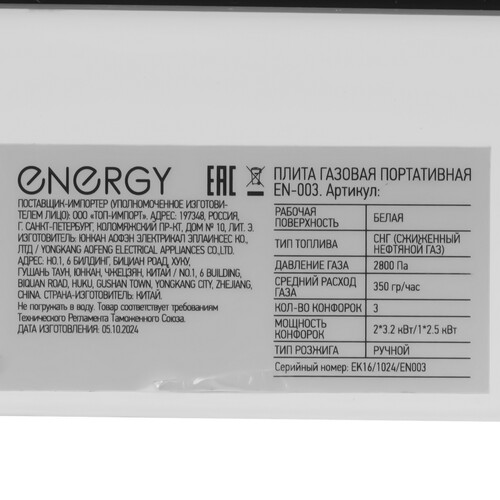 eNeRGY EAC
ПОСТАВЩИК-ИМПОРТЕР (УПОЛНОМОЧЕННОЕ ИЗГОТОВИ-
ТЕЛЕМ ЛИЦО): ООО «ТОП-ИМПОРТ». АДРЕС: 197348, РОССИЯ,
Г. САНКТ-ПЕТЕРБУРГ, КОЛОМЯЖСКИЙ ПР-КТ, ДОМ № 10, ЛИТ. Э.
ИЗГОТОВИТЕЛЬ: ЮНКАН АОФЭН ЭЛЕКТРИКАЛ ЭПЛАЕНСИС КО.,
ЛТД / YONGKANG AOFENG ELECTRICAL APPLIANCES CO.,LTD.
АДРЕС: НО.1, 6 БИЛДИНГ, БИЦИАН РОАД, ХУКУ,
ГУШАНЬ ТАУН, ЮНКАН, ЧЖЕЦЗЯН, КИТАЙ / NO.1, 6 BUILDING,
BIQUAN ROAD, HUKU, GUSHAN TOWN, YONGKANG CITY, ZHEJIANG,
CHINA. СТРАНА-ИЗГОТОВИТЕЛЬ: КИТАЙ.
Не погружать в воду. Товар соответствует требованиям
Технического Регламента Таможенного Союза.
ДАТА ИЗГОТОВЛЕНИЯ: 05.10.2024
ПЛИТА ГАЗОВАЯ ПОРТАТИВНАЯ
EN-003. Артикул:
РАБОЧАЯ
ПОВЕРХНОСТЬ БЕЛАЯ
ТИП ТОПЛИВА СНГ (СЖИЖЕННЫЙ
НЕФТЯНОЙ ГАЗ)
ДАВЛЕНИЕ ГАЗА 2800 Па
СРЕДНИЙ РАСХОД
ГАЗА 350 гр/час
КОЛ-ВО КОНФОРОК 3
МОЩНОСТЬ
КОНФОРОК 2*3.2 кВт/1*2.5 кВт
ТИП РОЗЖИГА РУЧНОЙ
Серийный номер: EK16/1024/EN003